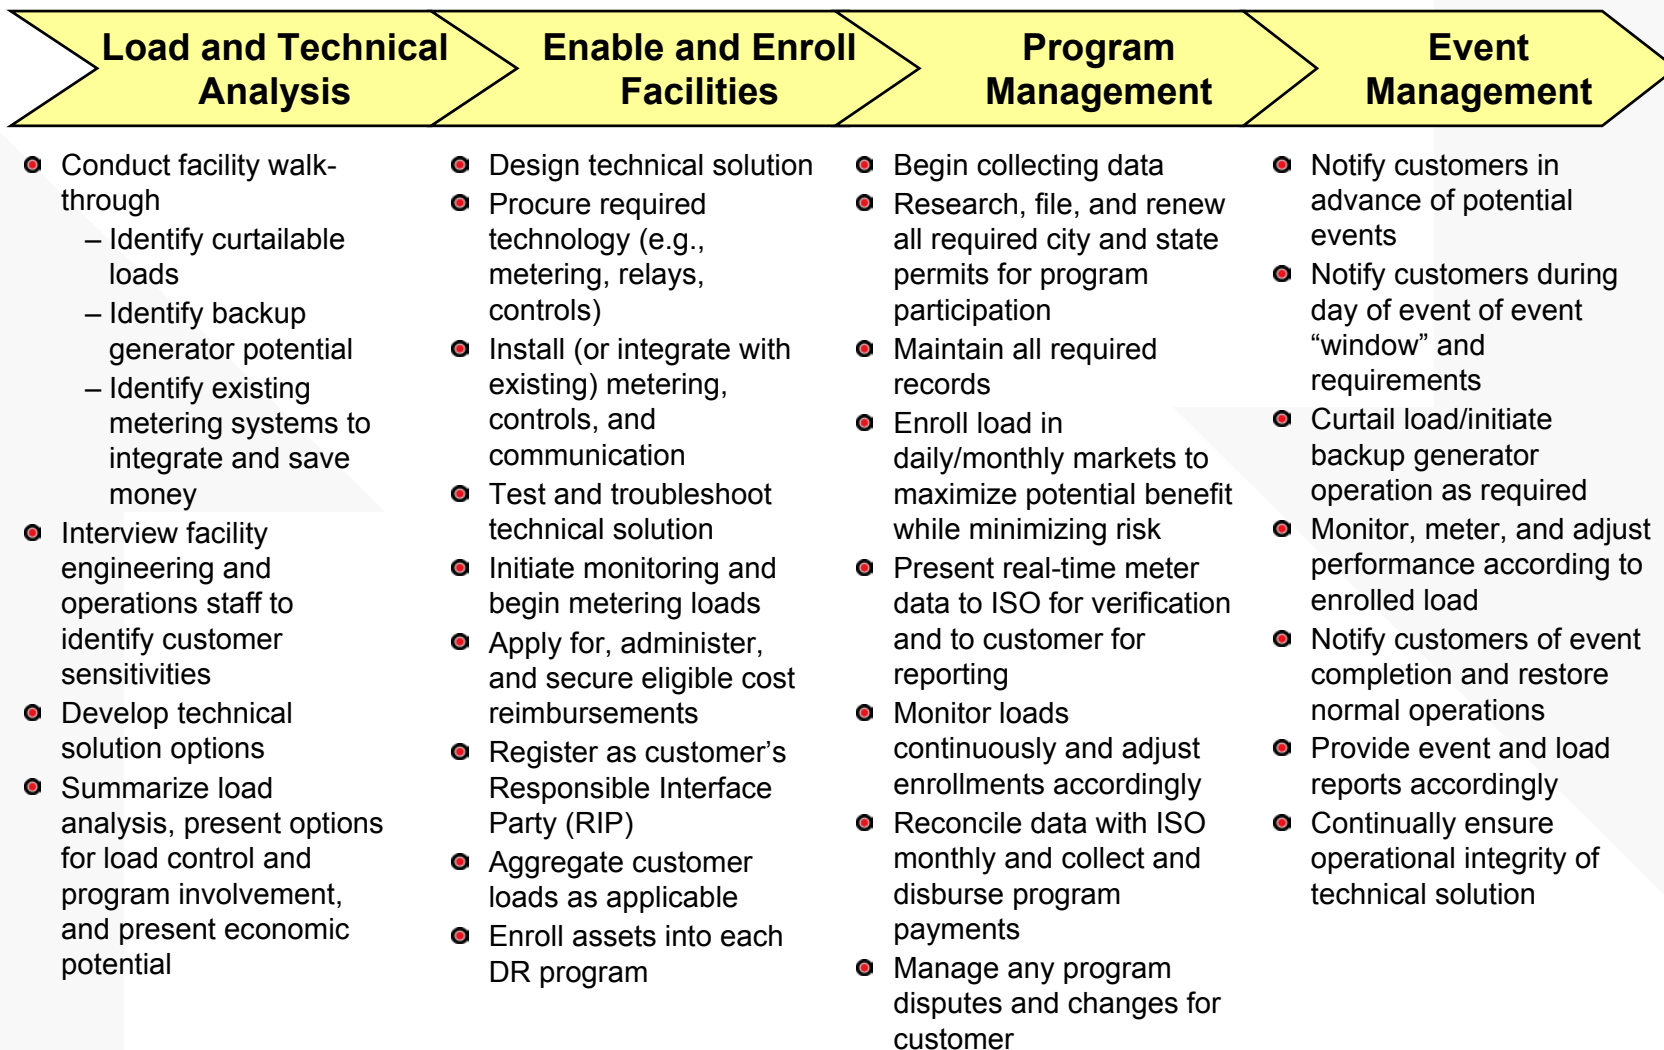 Load and Technical
Analysis
Enable and Enroll
Facilities
Program
Management
Event
Management
Conduct facility walk-
through
– Identify curtailable
loads
– Identify backup
generator potential
– Identify existing
metering systems to
integrate and save
money
Interview facility
engineering and
operations staff to
identify customer
sensitivities
Develop technical
solution options
Summarize load
analysis, present options
for load control and
program involvement,
and present economic
potential
Design technical solution
Procure required
technology (e.g.,
metering, relays,
controls)
Install (or integrate with
existing) metering,
controls, and
communication
Test and troubleshoot
technical solution
Initiate monitoring and
begin metering loads
Apply for, administer,
and secure eligible cost
reimbursements
Register as customer’s
Responsible Interface
Party (RIP)
Aggregate customer
loads as applicable
Enroll assets into each
DR program
Begin collecting data
Research, file, and renew
all required city and state
permits for program
participation
Maintain all required
records
Enroll load in
daily/monthly markets to
maximize potential benefit
while minimizing risk
Present real-time meter
data to ISO for verification
and to customer for
reporting
Monitor loads
continuously and adjust
enrollments accordingly
Reconcile data with ISO
monthly and collect and
disburse program
payments
Manage any program
disputes and changes for
customer
Notify customers in
advance of potential
events
Notify customers during
day of event of event
“window” and
requirements
Curtail load/initiate
backup generator
operation as required
Monitor, meter, and adjust
performance according to
enrolled load
Notify customers of event
completion and restore
normal operations
Provide event and load
reports accordingly
Continually ensure
operational integrity of
technical solution